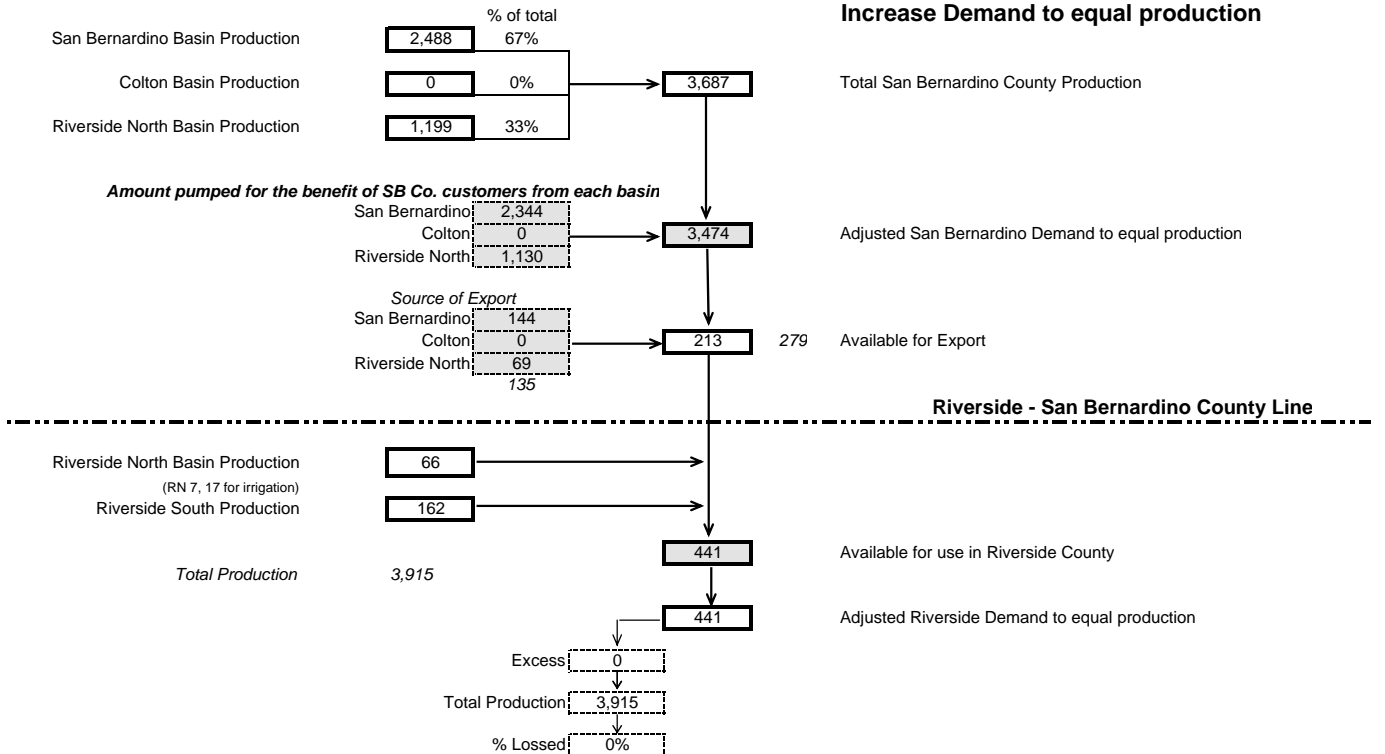 Increase Demand to equal production
% of total
San Bernardino Basin Production 2,488 67%
Colton Basin Production 0 0% 3,687 Total San Bernardino County Production
Riverside North Basin Production 1,199 33%
Amount pumped for the benefit of SB Co. customers from each basin
San Bernardino 2,344
Colton 0 3,474 Adjusted San Bernardino Demand to equal production
Riverside North 1,130
Source of Export
San Bernardino 144
Colton 0 213 279 Available for Export
Riverside North 69
135
Riverside - San Bernardino County Line
Riverside North Basin Production 66
(RN 7, 17 for irrigation)
Riverside South Production 162
441 Available for use in Riverside County
Total Production 3,915
441 Adjusted Riverside Demand to equal production
Excess 0
Total Production 3,915
% Lossed 0%